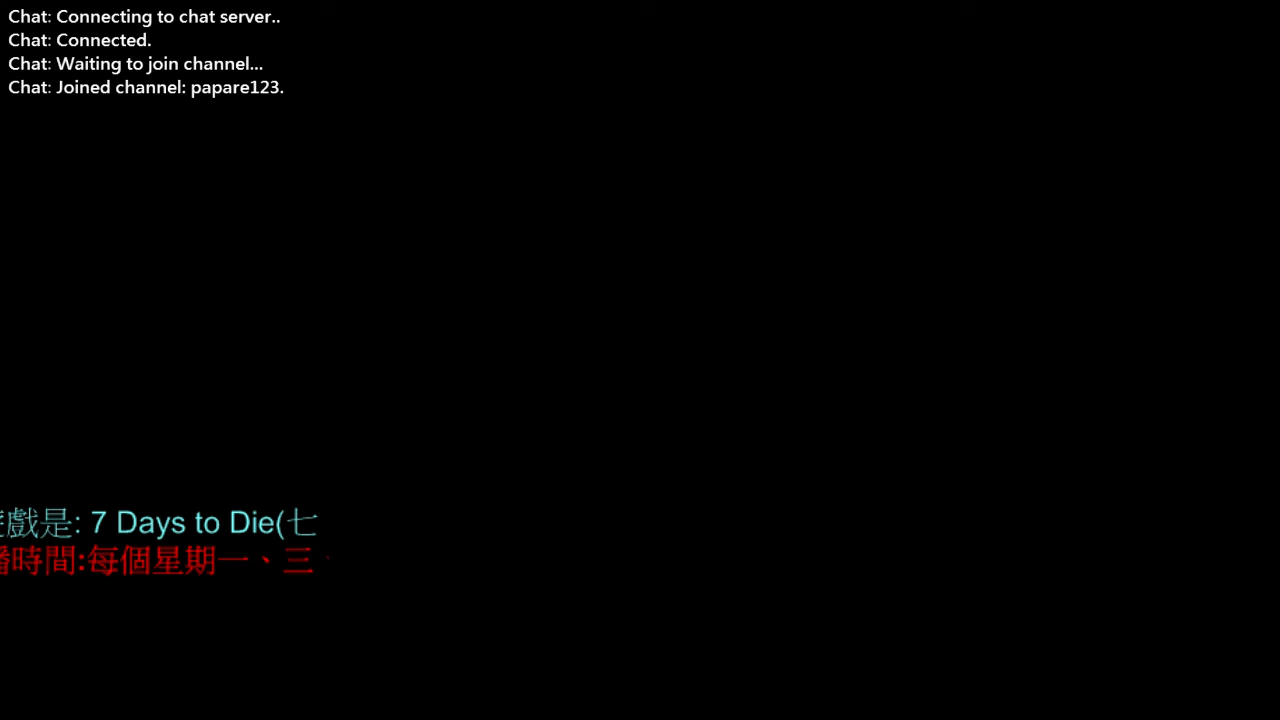 Chat: Connecting to chat server..
Chat: Connected.
Chat: Waiting to join channel...
Chat: Joined channel: papare123.
戲是: 7 Days to Die(七
時間:每個星期一、三